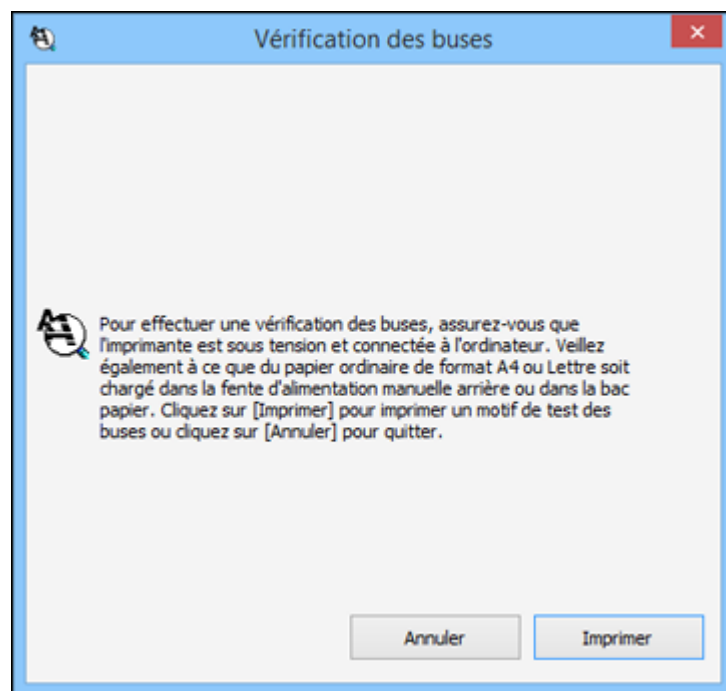 Vérification des buses
Pour effectuer une vérification des buses, assurez-vous que
l'imprimante est sous tension et connectée à l'ordinateur. Veillez
également à ce que du papier ordinaire de format A4 ou Lettre soit
chargé dans la fente d'alimentation manuelle arrière ou dans la bac
papier. Cliquez sur [Imprimer] pour imprimer un motif de test des
buses ou cliquez sur [Annuler] pour quitter.
Annuler
Imprimer